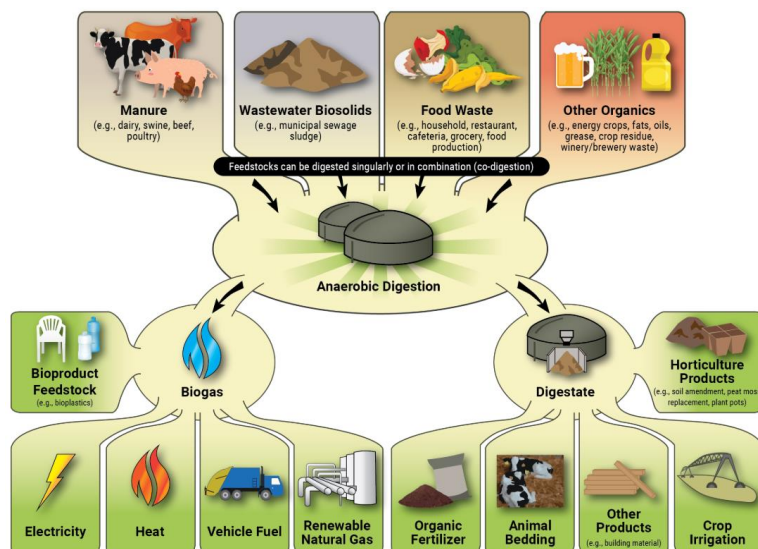 Manure
(e.g., dairy, swine, beef,
poultry)
Wastewater Biosolids
(e.g., municipal sewage
sludge)
Food Waste
(e.g., household, restaurant,
cafeteria, grocery, food
production)
Other Organics
(e.g., energy crops, fats, oils,
grease, crop residue,
winery/brewery waste)
Feedstocks can be digested singularly or in combination (co-digestion)
Anaerobic Digestion
Bioproduct
Feedstock
(e.g., bioplastics)
Biogas
Digestate
Horticulture
Products
(e.g., soil amendment, peat moss
replacement, plant pots)
Electricity
Heat
Vehicle Fuel
Renewable
Natural Gas
Organic
Fertilizer
Animal
Bedding
Other
Products
(e.g., building material)
Crop
Irrigation